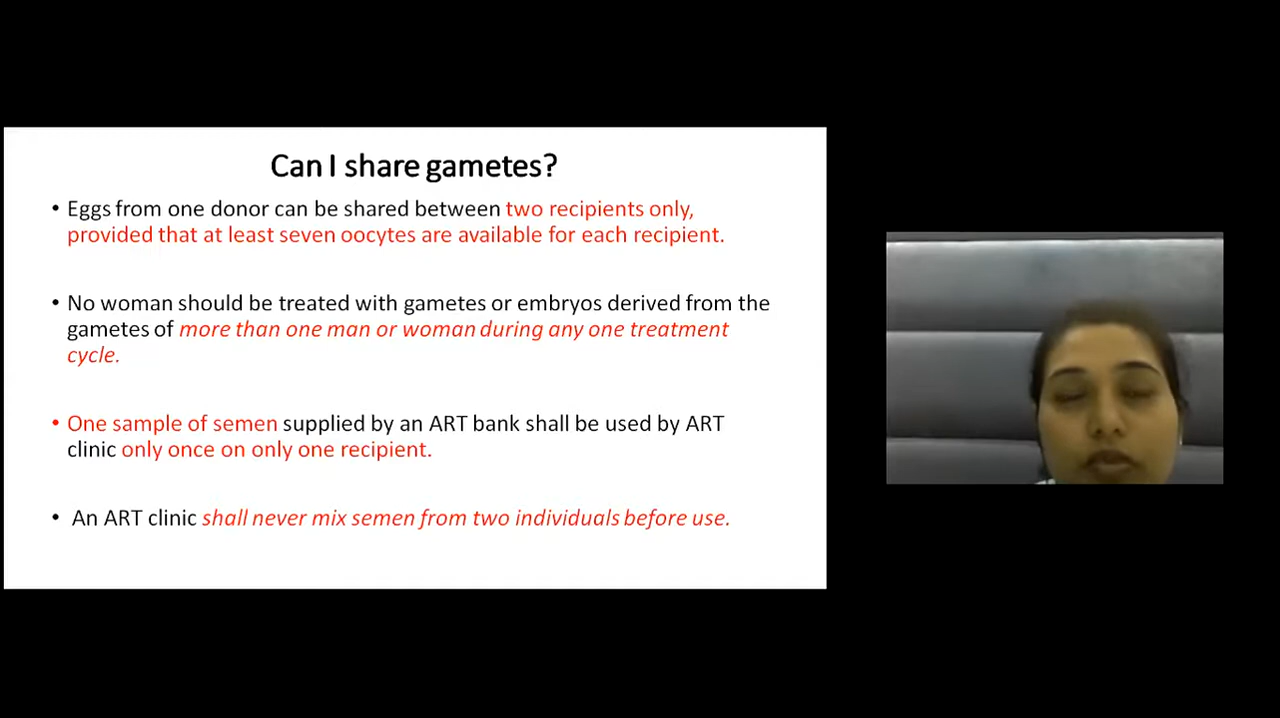 Can I share gametes?
• Eggs from one donor can be shared between two recipients only,
provided that at least seven oocytes are available for each recipient.
• No woman should be treated with gametes or embryos derived from the
gametes of more than one man or woman during any one treatment
cycle.
• One sample of semen supplied by an ART bank shall be used by ART
clinic only once on only one recipient.
• An ART clinic shall never mix semen from two individuals before use.